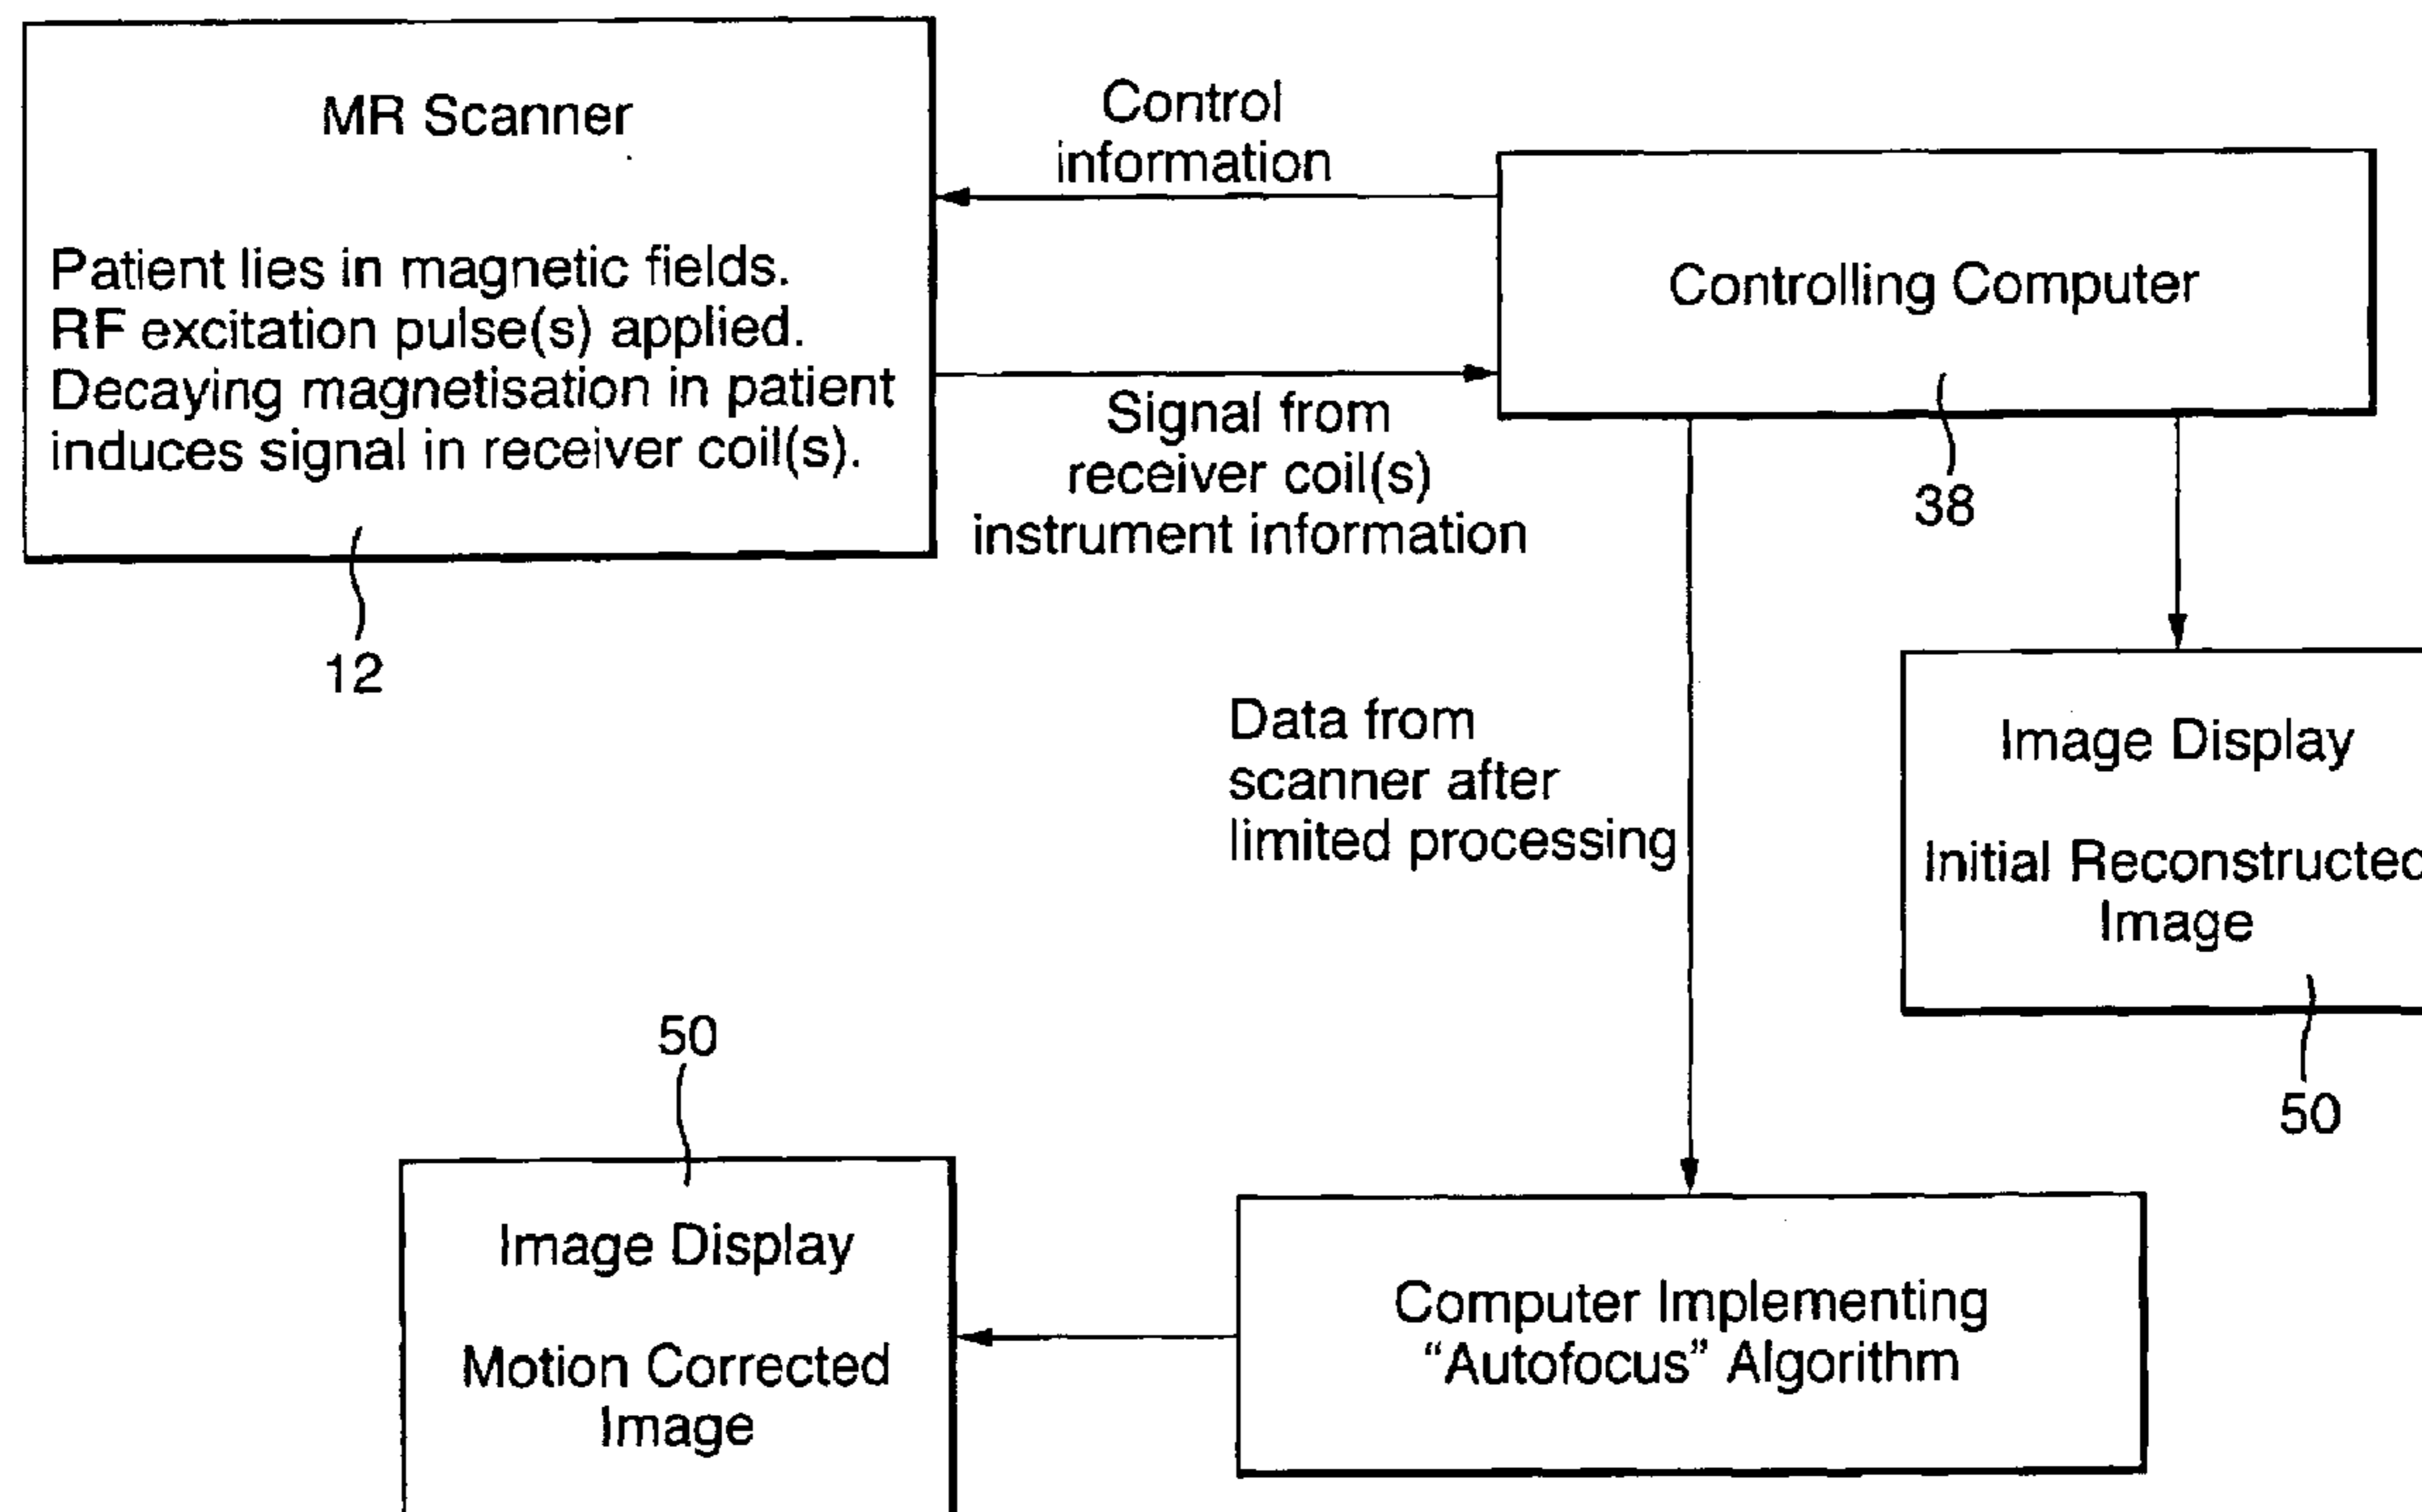 MR Scanner
Patient lies in magnetic fields.
RF excitation pulse(s) applied.
Decaying magnetisation in patient
induces signal in receiver coil(s).
12
Control
information
Signal from
receiver coil(s)
instrument information
Controlling Computer
38
Data from
scanner after
limited processing
Image Display
Initial Reconstructed
Image
50
50
Image Display
Motion Corrected
Image
Computer Implementing
“Autofocus” Algorithm